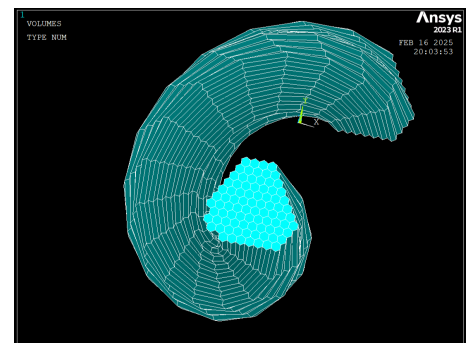 1
VOLUMES
TYPE NUM
Ansys
2023 R1
FEB 16 2025
20:03:53
X